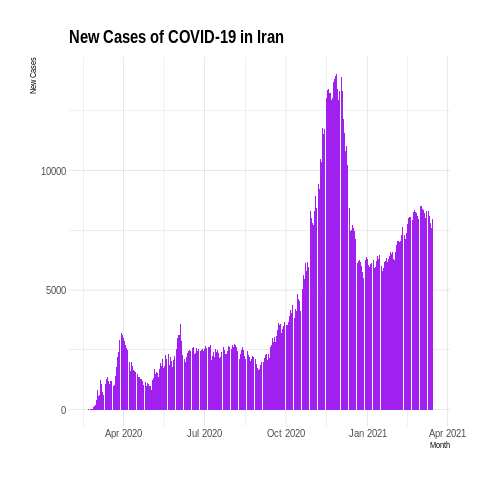 New Cases of COVID-19 in Iran
New Cases
10000
5000
0
Apr 2020 Jul 2020 Oct 2020 Jan 2021 Apr 2021
Month